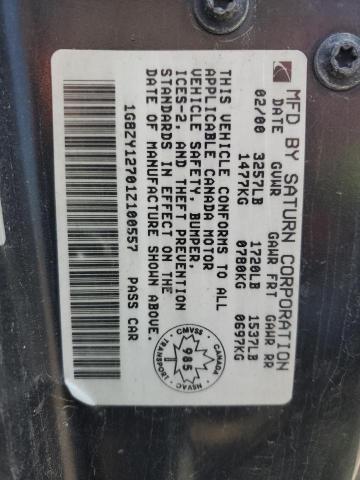 MFD BY SATURN CORPORATION
DATE GVWR GAWR FRT GAWR RR
02/00 3257LB 1720LB 1537LB
1477KG 0780KG 0697KG
THIS VEHICLE CONFORMS TO ALL
APPLICABLE CANADA MOTOR
VEHICLE SAFETY, BUMPER,
ICES-2, AND THEFT PREVENTION
STANDARDS IN EFFECT ON THE
DATE OF MANUFACTURE SHOWN ABOVE.
1G8ZY12701Z100557 PASS CAR
CANADA
CMVSS
TRANSPORT
NSVAC
985